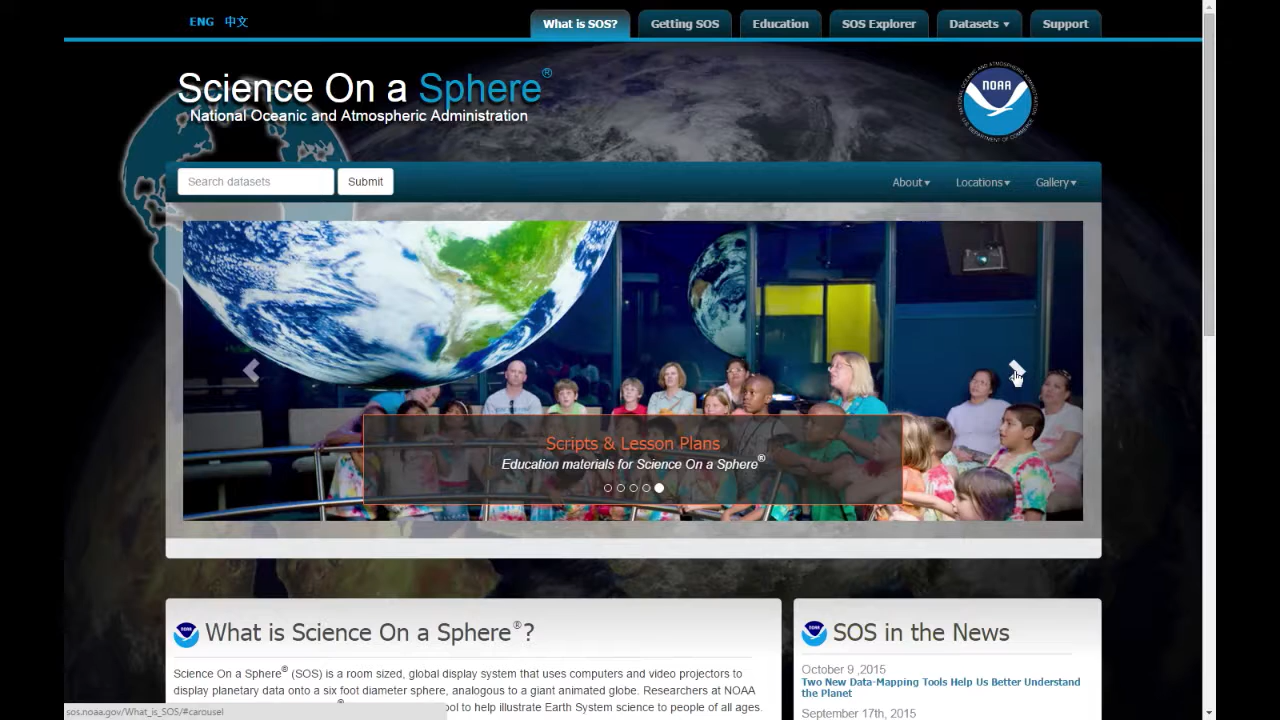 ENG 中文
What is SOS? Getting SOS Education SOS Explorer Datasets ▾ Support
Science On a Sphere®
National Oceanic and Atmospheric Administration
NOAA
Search datasets Submit About▾ Locations▾ Gallery▾
Scripts & Lesson Plans
Education materials for Science On a Sphere®
What is Science On a Sphere®?
Science On a Sphere® (SOS) is a room sized, global display system that uses computers and video projectors to
display planetary data onto a six foot diameter sphere, analogous to a giant animated globe. Researchers at NOAA
ool to help illustrate Earth System science to people of all ages.
SOS in the News
October 9 ,2015
Two New Data-Mapping Tools Help Us Better Understand
the Planet
September 17th, 2015
sos.noaa.gov/What_is_SOS/#carousel